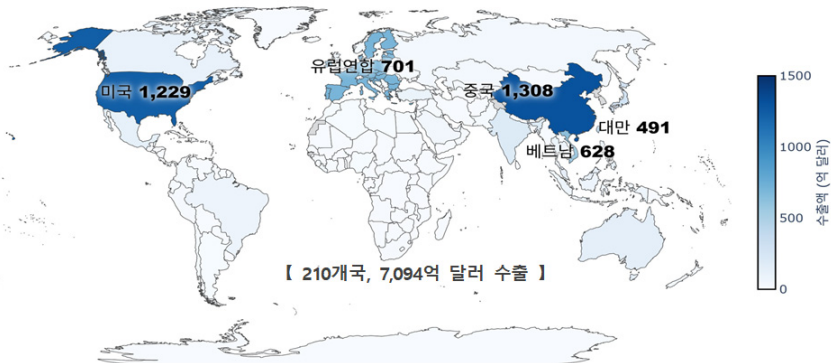 유럽연합 701
미국 1,229
중국 1,308
대만 491
베트남 628
【 210개국, 7,094억 달러 수출 】
1500
1000
500
0
수출액 (억 달러)